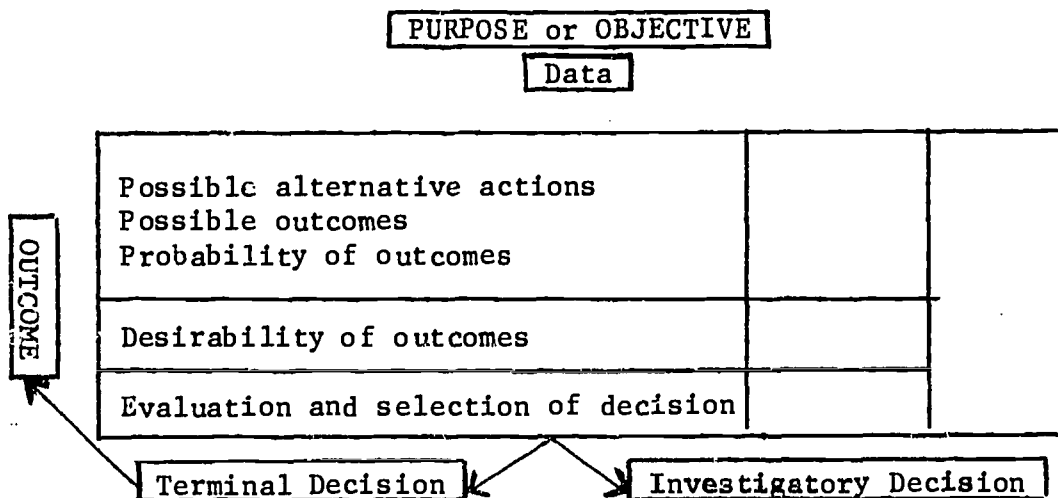 PURPOSE or OBJECTIVE
Data
Possible alternative actions
Possible outcomes
Probability of outcomes
OUTCOME
Desirability of outcomes
Evaluation and selection of decision
Terminal Decision
Investigatory Decision